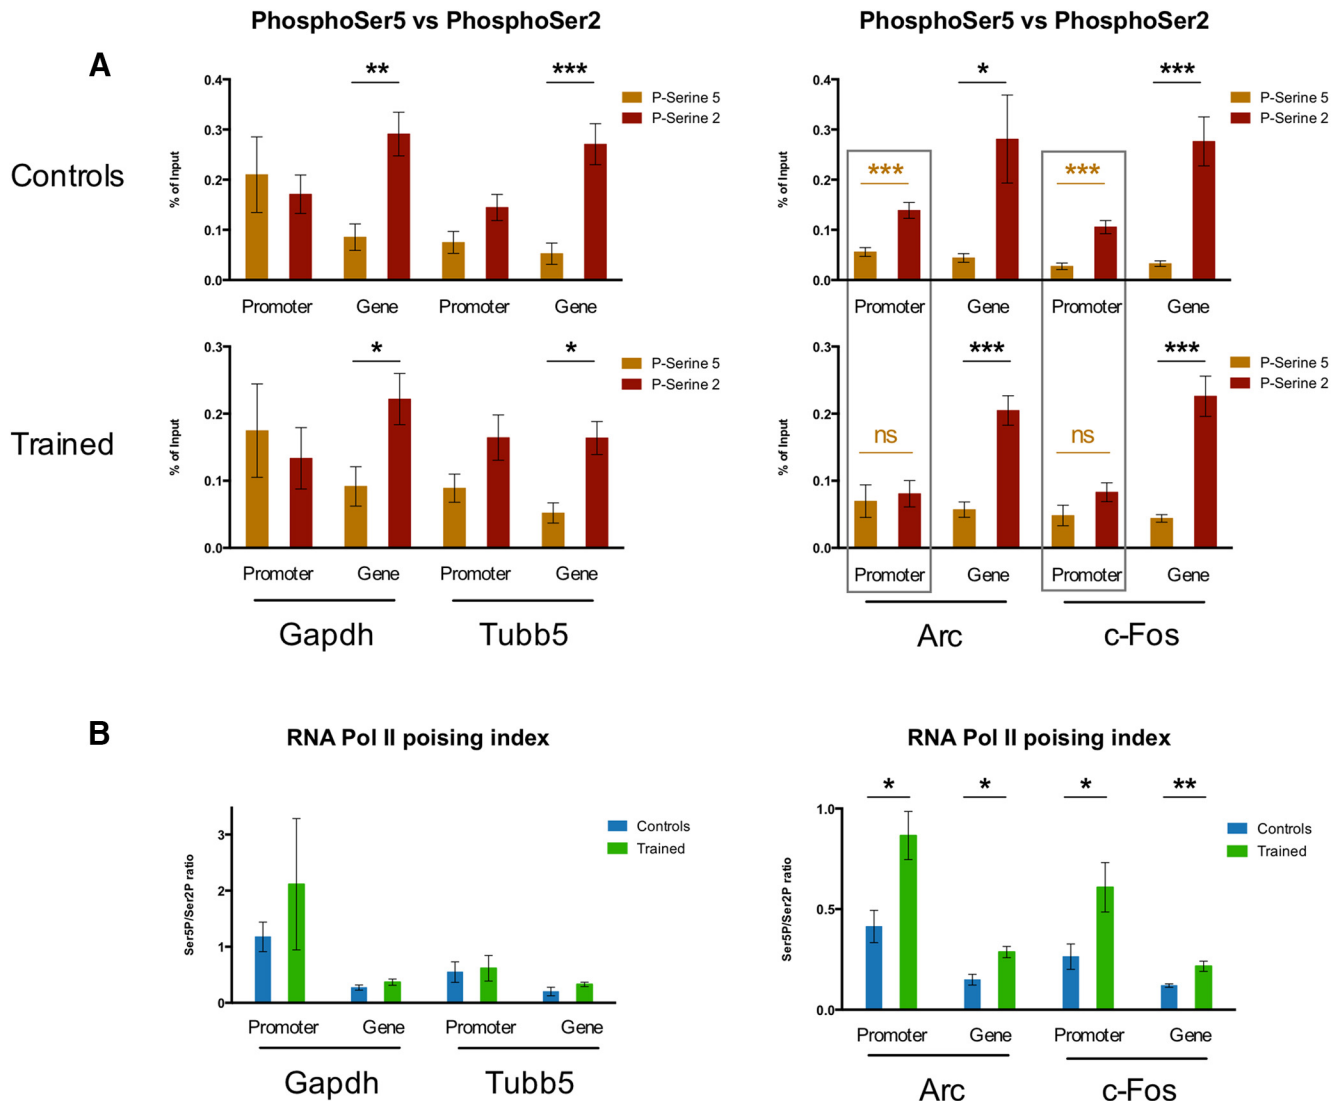 PhosphoSer5 vs PhosphoSer2
PhosphoSer5 vs PhosphoSer2
A
Controls
% of Input
0.4
0.3
0.2
0.1
0.0
**
***
P-Serine 5
P-Serine 2
Promoter
Gene
Promoter
Gene
% of Input
0.4
0.3
0.2
0.1
0.0
***
*
***
***
P-Serine 5
P-Serine 2
Promoter
Gene
Promoter
Gene
Trained
% of Input
0.3
0.2
0.1
0.0
*
*
P-Serine 5
P-Serine 2
Promoter
Gene
Promoter
Gene
Gapdh
Tubb5
% of Input
0.3
0.2
0.1
0.0
ns
***
ns
***
P-Serine 5
P-Serine 2
Promoter
Gene
Promoter
Gene
Arc
c-Fos
B
RNA Pol II poising index
Ser5P/Ser2P ratio
3
2
1
0
Controls
Trained
Promoter
Gene
Promoter
Gene
Gapdh
Tubb5
RNA Pol II poising index
Ser5P/Ser2P ratio
1.0
0.5
0.0
*
*
*
**
Controls
Trained
Promoter
Gene
Promoter
Gene
Arc
c-Fos